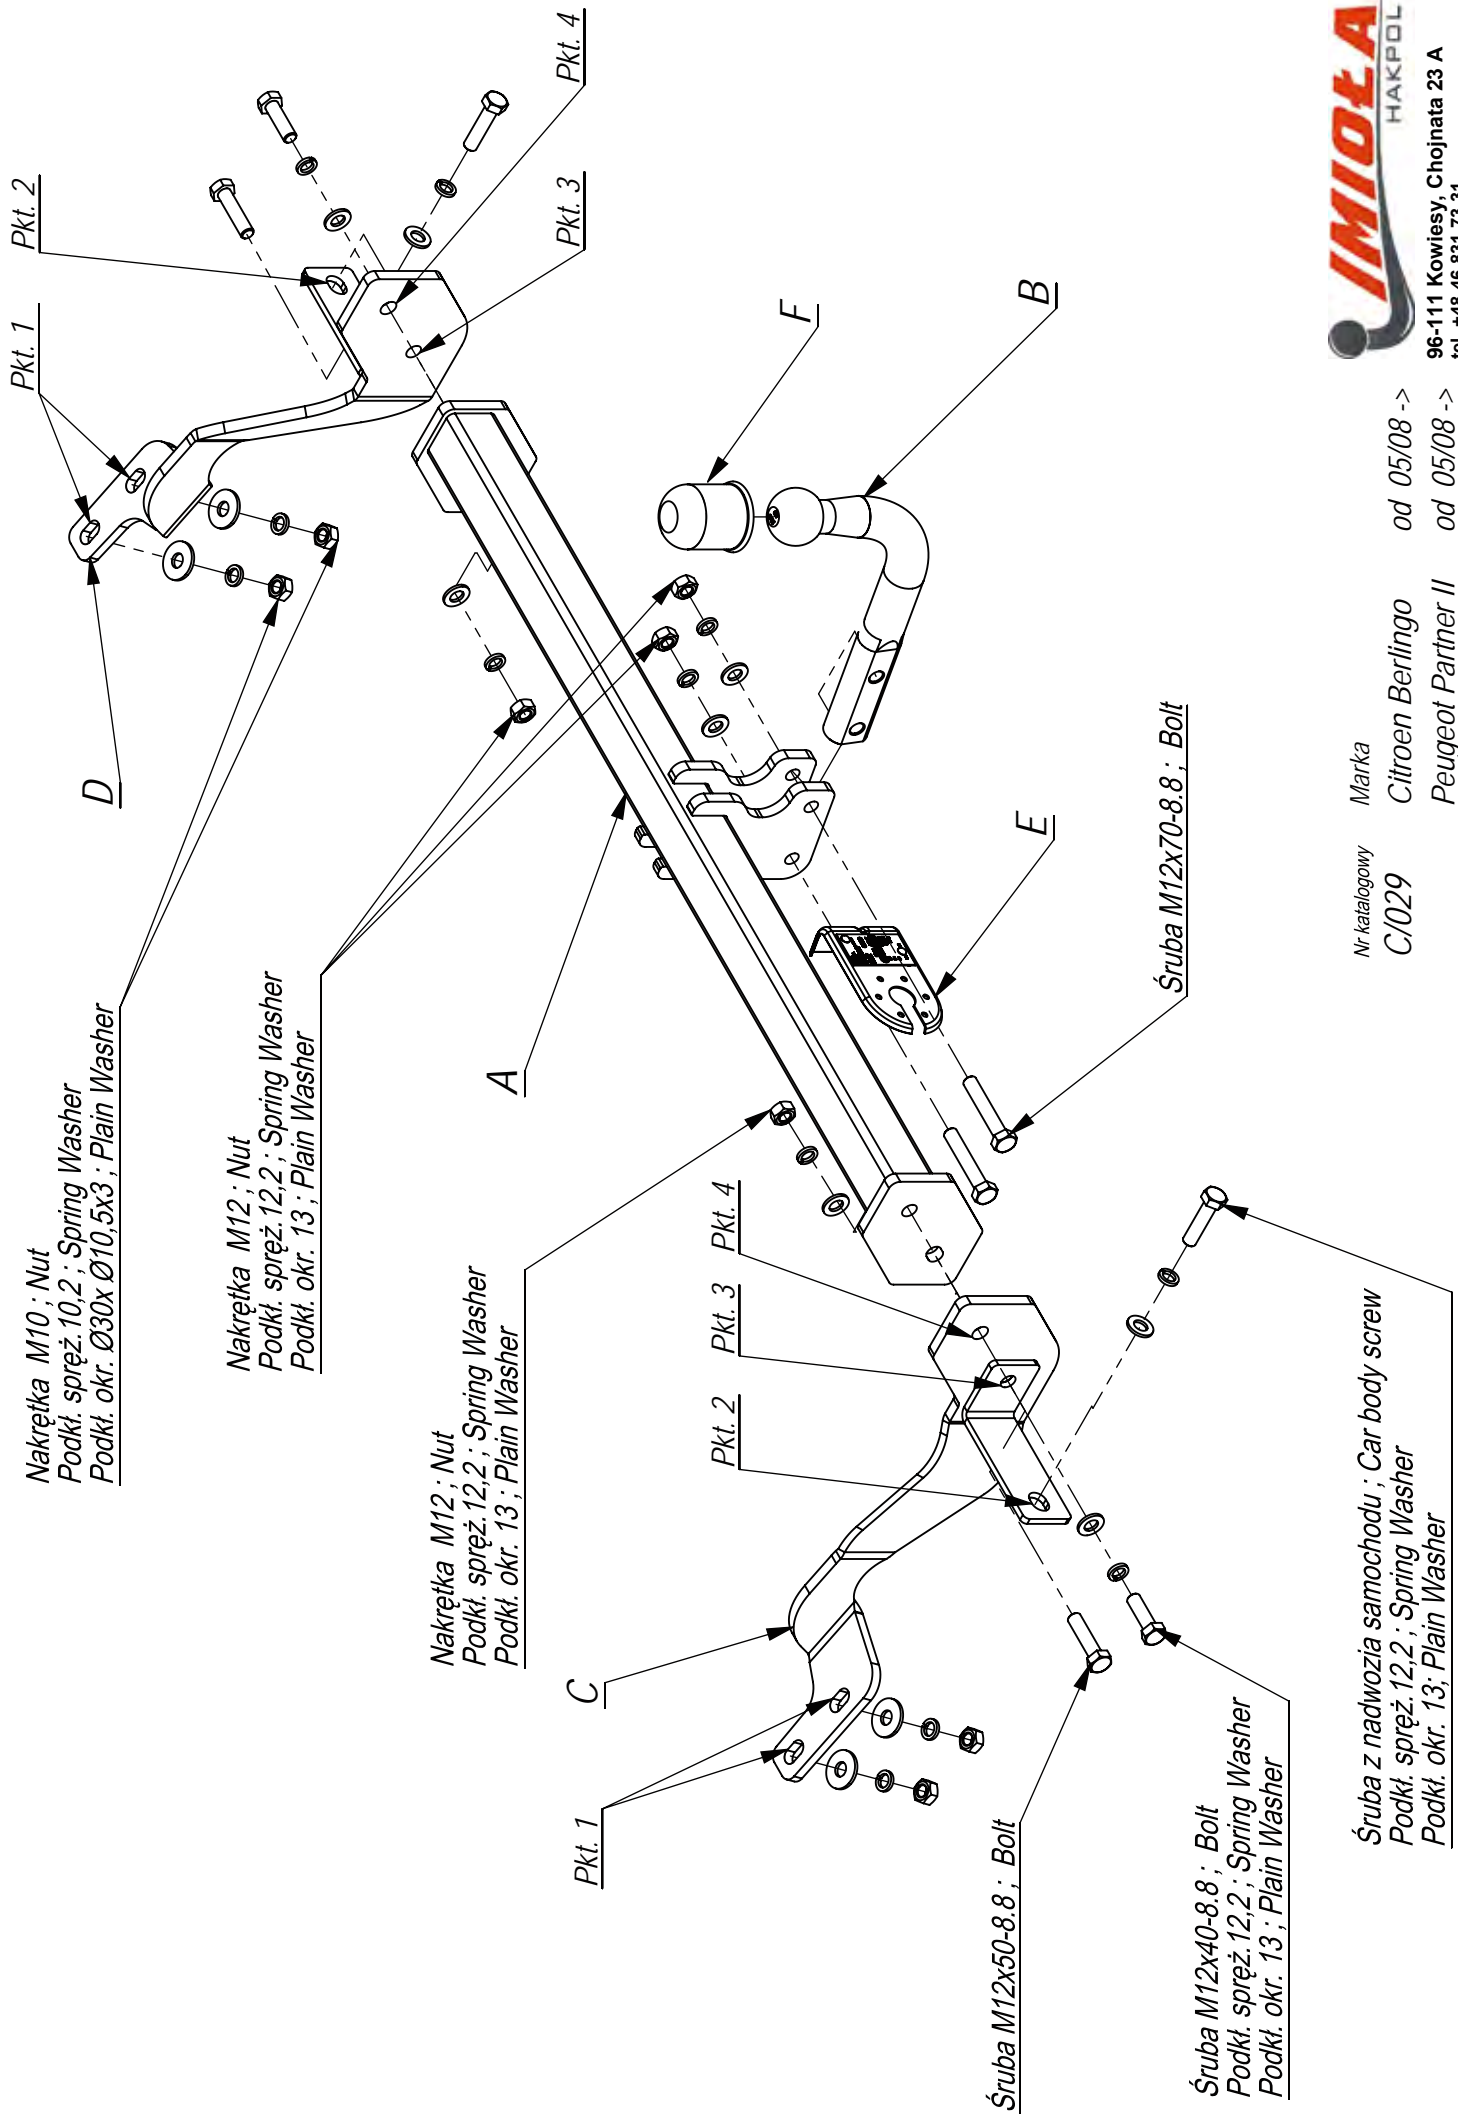 Nakrętka M10 ; Nut
Podkł. spręż. 10,2 ; Spring Washer
Podkł. okr. Ø30x Ø10,5x3 ; Plain Washer
Nakrętka M12 ; Nut
Podkł. spręż. 12,2 ; Spring Washer
Podkł. okr. 13 ; Plain Washer
Nakrętka M12 ; Nut
Podkł. spręż. 12,2 ; Spring Washer
Podkł. okr. 13 ; Plain Washer
D
Pkt. 1
Pkt. 2
Pkt. 4
Pkt. 3
A
F
B
E
C
Pkt. 1
Pkt. 2
Pkt. 3
Pkt. 4
Śruba M12x70-8.8 ; Bolt
Śruba M12x50-8.8 ; Bolt
Śruba M12x40-8.8 ; Bolt
Podkł. spręż. 12,2 ; Spring Washer
Podkł. okr. 13 ; Plain Washer
Śruba z nadwozia samochodu ; Car body screw
Podkł. spręż. 12,2 ; Spring Washer
Podkł. okr. 13; Plain Washer
Nr katalogowy Marka
C/029 Citroen Berlingo od 05/08 ->
Peugeot Partner II od 05/08 ->
IMIOŁA
HAKPOL
96-111 Kowiesy, Chojnata 23 A
tel. +48 46 831 73 31